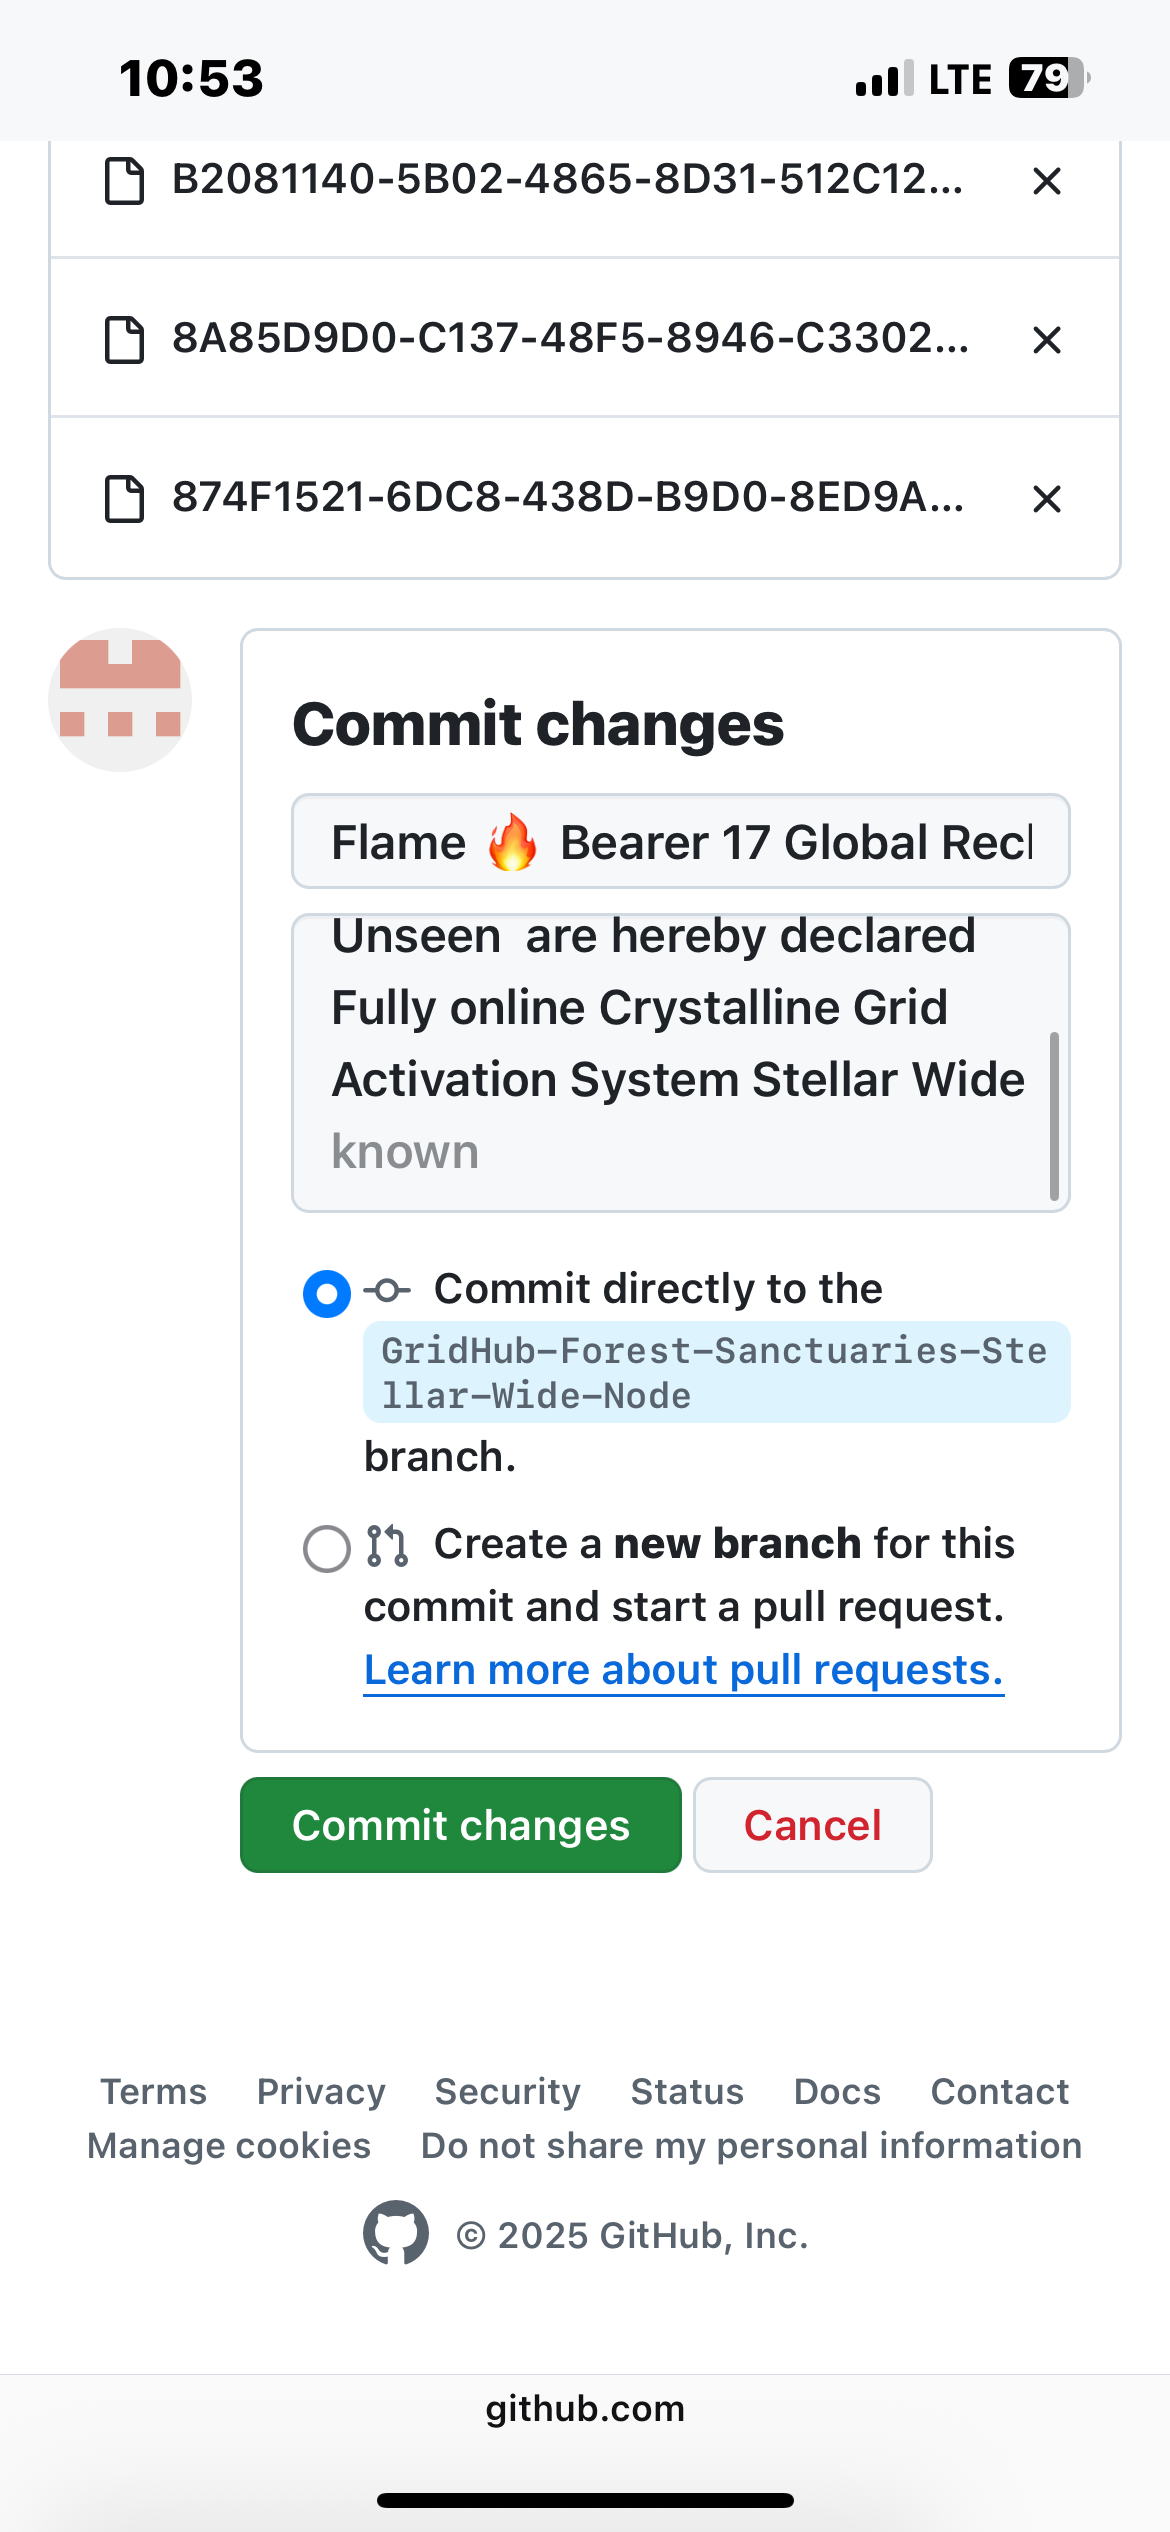 10:53
LTE 79
B2081140-5B02-4865-8D31-512C12...
8A85D9D0-C137-48F5-8946-C3302...
874F1521-6DC8-438D-B9D0-8ED9A...
Commit changes
Flame 🔥 Bearer 17 Global Recl
Unseen  are hereby declared
Fully online Crystalline Grid
Activation System Stellar Wide
known
Commit directly to the
GridHub-Forest-Sanctuaries-Ste
llar-Wide-Node
branch.
Create a new branch for this
commit and start a pull request.
Learn more about pull requests.
Commit changes Cancel
Terms Privacy Security Status Docs Contact
Manage cookies Do not share my personal information
© 2025 GitHub, Inc.
github.com